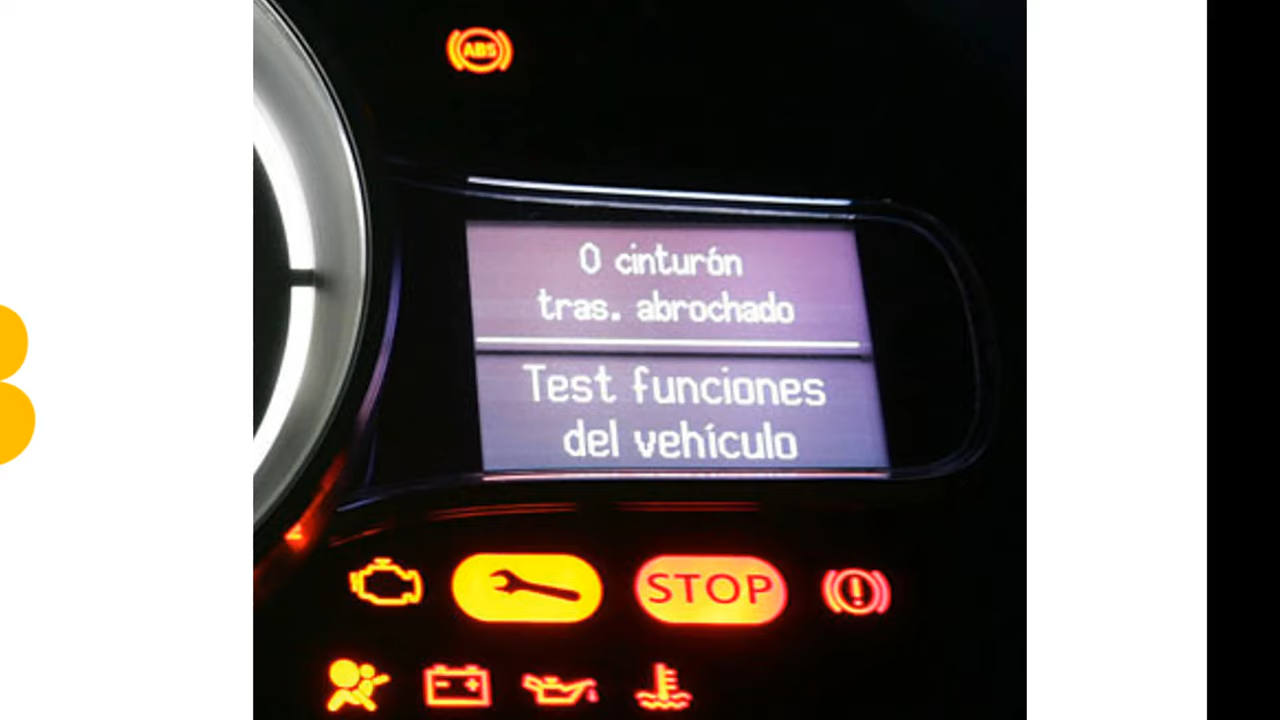 ABS
0 cinturón
tras. abrochado
Test funciones
del vehículo
STOP